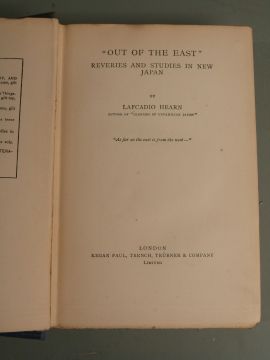 "OUT OF THE EAST"
REVERIES AND STUDIES IN NEW
JAPAN
BY
LAFCADIO HEARN
AUTHOR OF "GLIMPSES OF UNFAMILIAR JAPAN"
"As far as the east is from the west—"
LONDON
KEGAN PAUL, TRENCH, TRÜBNER & COMPANY
LIMITED